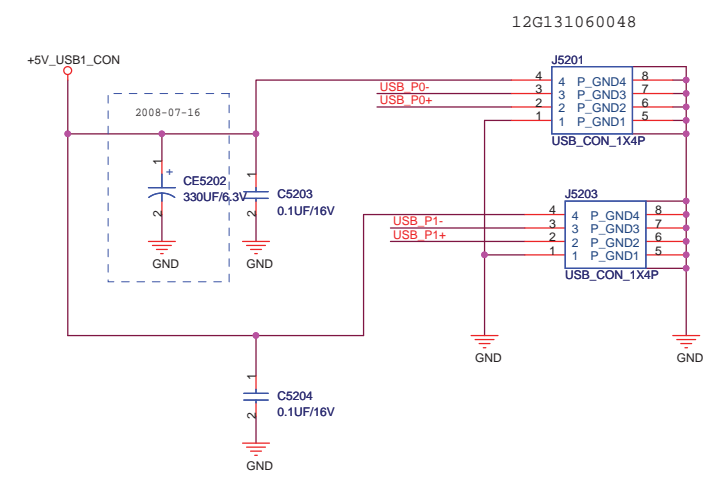 12G131060048
+5V_USB1_CON
J5201
4 4 P_GND4 8
USB_P0- 3 3 P_GND3 7
USB_P0+ 2 2 P_GND2 6
1 1 P_GND1 5
USB_CON_1X4P
2008-07-16
1 +
CE5202
330UF/6.3V
2
GND
1
C5203
0.1UF/16V
2
GND
J5203
4 4 P_GND4 8
USB_P1- 3 3 P_GND3 7
USB_P1+ 2 2 P_GND2 6
1 1 P_GND1 5
USB_CON_1X4P
GND
GND
1
C5204
0.1UF/16V
2
GND